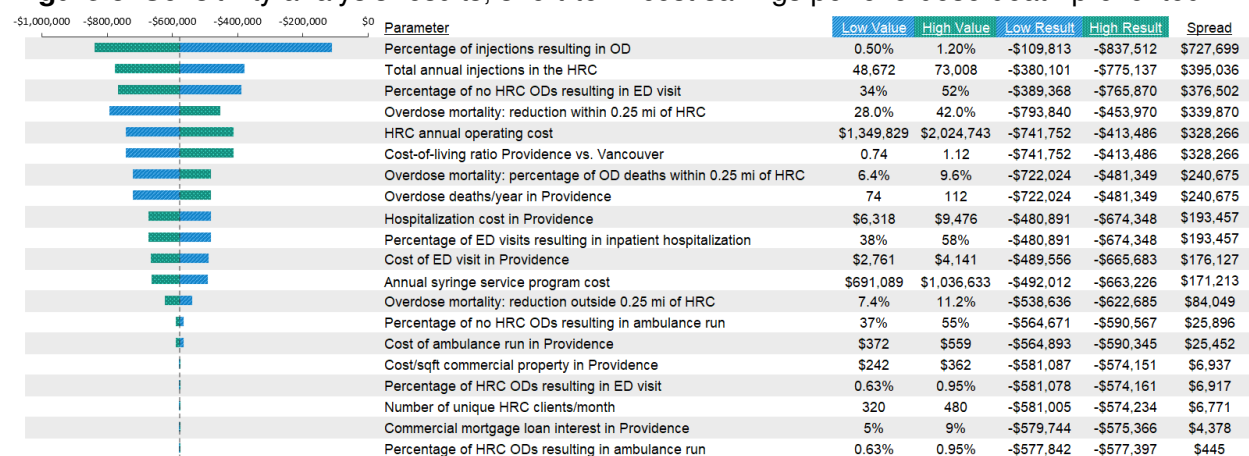 -$1,000,000 -$800,000 -$600,000 -$400,000 -$200,000 $0
Parameter Low Value High Value Low Result High Result Spread
Percentage of injections resulting in OD 0.50% 1.20% -$109,813 -$837,512 $727,699
Total annual injections in the HRC 48,672 73,008 -$380,101 -$775,137 $395,036
Percentage of no HRC ODs resulting in ED visit 34% 52% -$389,368 -$765,870 $376,502
Overdose mortality: reduction within 0.25 mi of HRC 28.0% 42.0% -$793,840 -$453,970 $339,870
HRC annual operating cost $1,349,829 $2,024,743 -$741,752 -$413,486 $328,266
Cost-of-living ratio Providence vs. Vancouver 0.74 1.12 -$741,752 -$413,486 $328,266
Overdose mortality: percentage of OD deaths within 0.25 mi of HRC 6.4% 9.6% -$722,024 -$481,349 $240,675
Overdose deaths/year in Providence 74 112 -$722,024 -$481,349 $240,675
Hospitalization cost in Providence $6,318 $9,476 -$480,891 -$674,348 $193,457
Percentage of ED visits resulting in inpatient hospitalization 38% 58% -$480,891 -$674,348 $193,457
Cost of ED visit in Providence $2,761 $4,141 -$489,556 -$665,683 $176,127
Annual syringe service program cost $691,089 $1,036,633 -$492,012 -$663,226 $171,213
Overdose mortality: reduction outside 0.25 mi of HRC 7.4% 11.2% -$538,636 -$622,685 $84,049
Percentage of no HRC ODs resulting in ambulance run 37% 55% -$564,671 -$590,567 $25,896
Cost of ambulance run in Providence $372 $559 -$564,893 -$590,345 $25,452
Cost/sqft commercial property in Providence $242 $362 -$581,087 -$574,151 $6,937
Percentage of HRC ODs resulting in ED visit 0.63% 0.95% -$581,078 -$574,161 $6,917
Number of unique HRC clients/month 320 480 -$581,005 -$574,234 $6,771
Commercial mortgage loan interest in Providence 5% 9% -$579,744 -$575,366 $4,378
Percentage of HRC ODs resulting in ambulance run 0.63% 0.95% -$577,842 -$577,397 $445